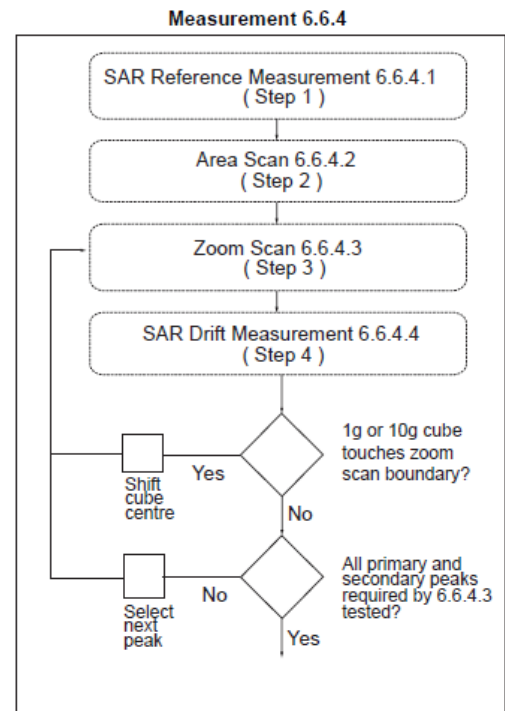 Measurement 6.6.4
SAR Reference Measurement 6.6.4.1
( Step 1 )
Area Scan 6.6.4.2
( Step 2 )
Zoom Scan 6.6.4.3
( Step 3 )
SAR Drift Measurement 6.6.4.4
( Step 4 )
1g or 10g cube
touches zoom
scan boundary?
Yes
Shift
cube
centre
No
All primary and
secondary peaks
required by 6.6.4.3
tested?
No
Select
next
peak
Yes